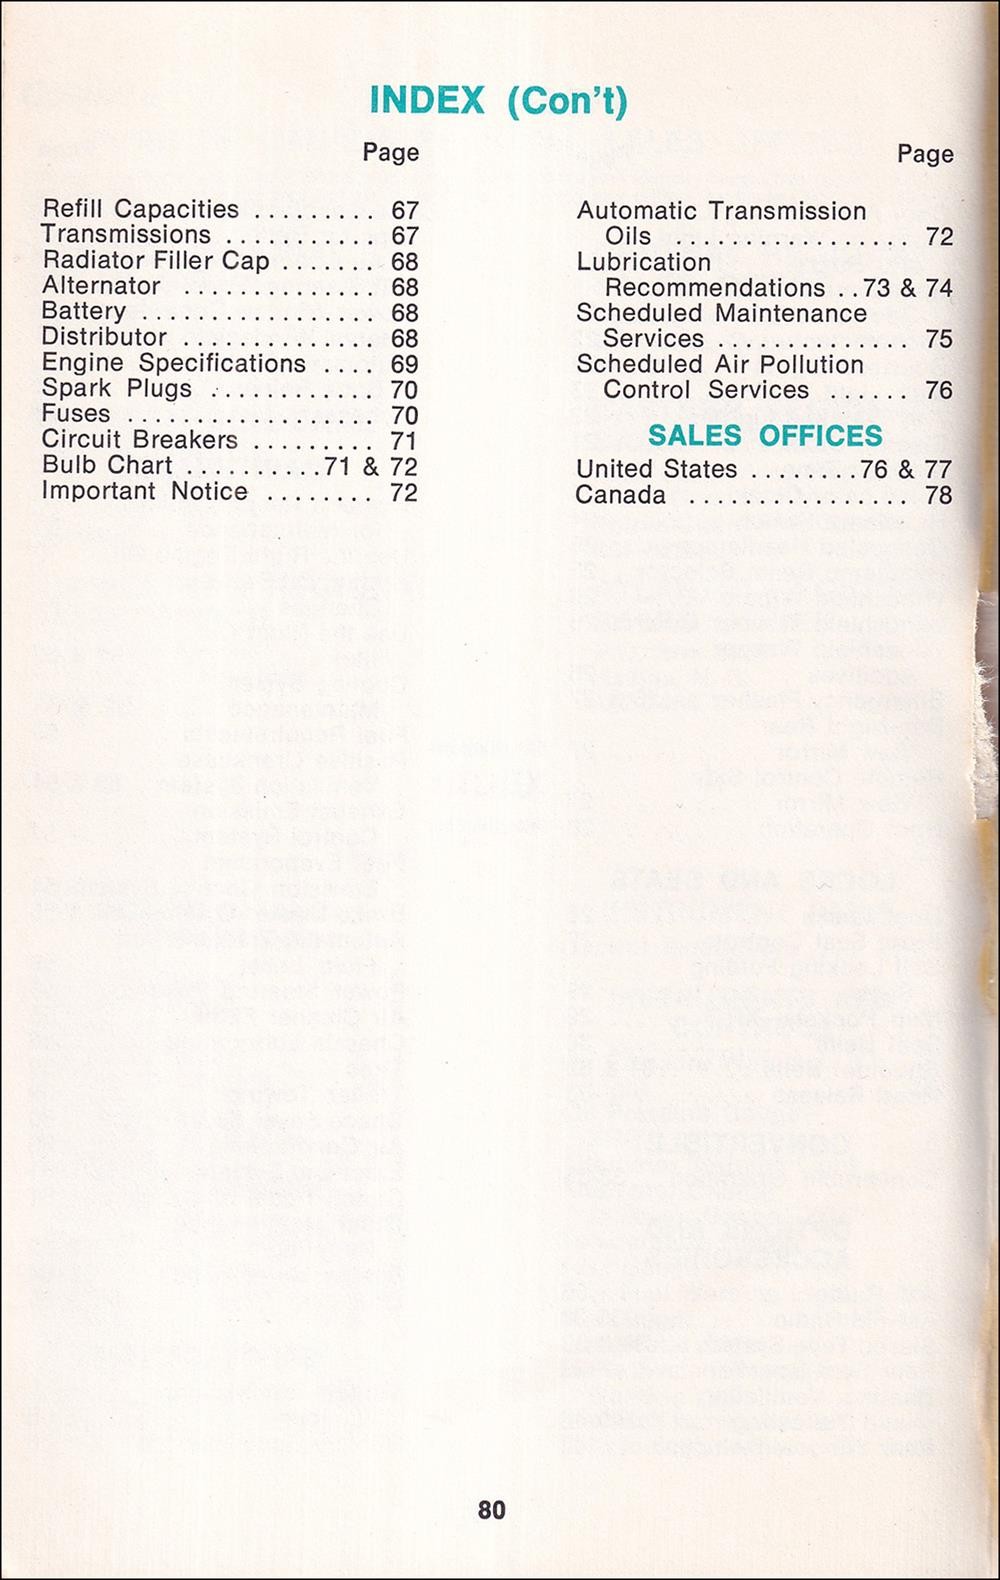 INDEX (Con't)
Page
Refill Capacities ......... 67
Transmissions ........... 67
Radiator Filler Cap ....... 68
Alternator .............. 68
Battery ................. 68
Distributor .............. 68
Engine Specifications .... 69
Spark Plugs ............ 70
Fuses .................. 70
Circuit Breakers ......... 71
Bulb Chart ..........71 & 72
Important Notice ........ 72
Page
Automatic Transmission
Oils ................. 72
Lubrication
Recommendations ..73 & 74
Scheduled Maintenance
Services .............. 75
Scheduled Air Pollution
Control Services ...... 76
SALES OFFICES
United States ........76 & 77
Canada ................ 78
80